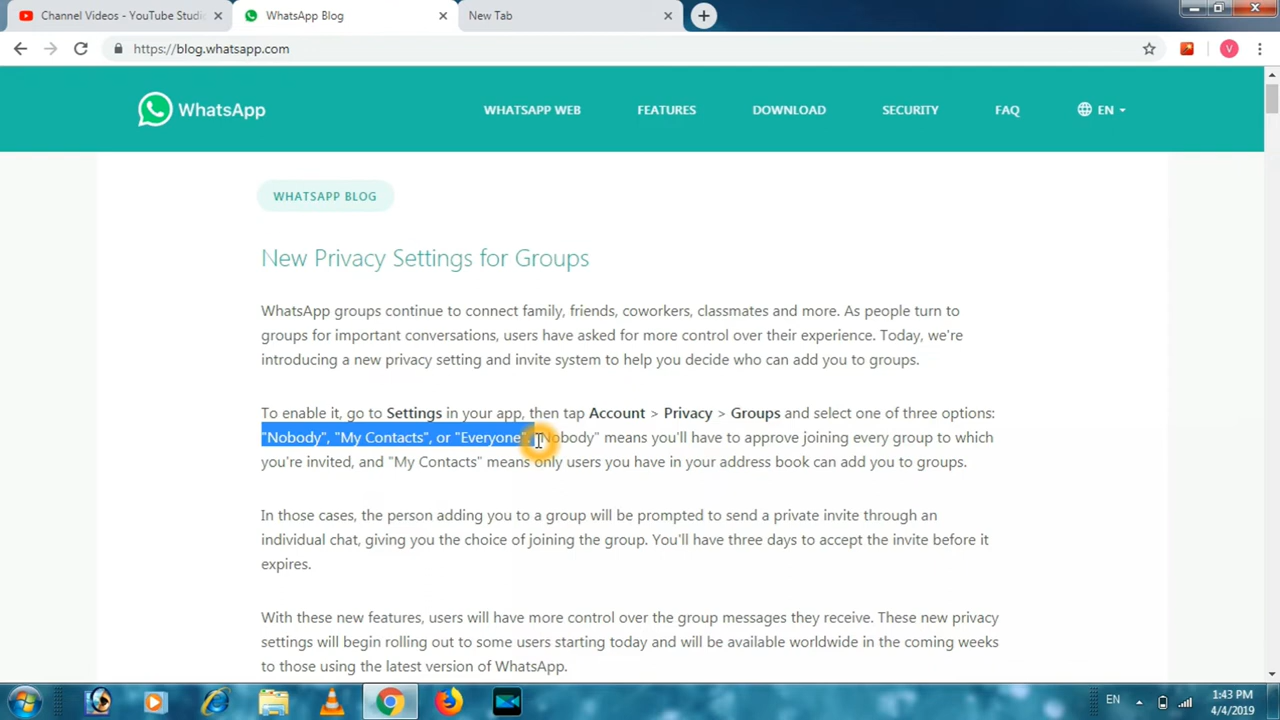 Channel Videos - YouTube Studi
WhatsApp Blog
New Tab
https://blog.whatsapp.com
V
WhatsApp
WHATSAPP WEB
FEATURES
DOWNLOAD
SECURITY
FAQ
EN
WHATSAPP BLOG
New Privacy Settings for Groups
WhatsApp groups continue to connect family, friends, coworkers, classmates and more. As people turn to
groups for important conversations, users have asked for more control over their experience. Today, we're
introducing a new privacy setting and invite system to help you decide who can add you to groups.
To enable it, go to Settings in your app, then tap Account > Privacy > Groups and select one of three options:
"Nobody", "My Contacts", or "Everyone". "Nobody" means you'll have to approve joining every group to which
you're invited, and "My Contacts" means only users you have in your address book can add you to groups.
In those cases, the person adding you to a group will be prompted to send a private invite through an
individual chat, giving you the choice of joining the group. You'll have three days to accept the invite before it
expires.
With these new features, users will have more control over the group messages they receive. These new privacy
settings will begin rolling out to some users starting today and will be available worldwide in the coming weeks
to those using the latest version of WhatsApp.
EN
1:43 PM
4/4/2019